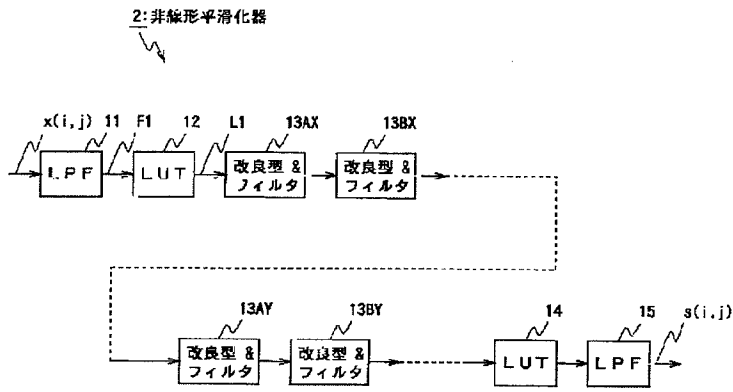 2:非線形平滑化器
x(i,j) 11 F1 12 L1 13AX 13BX
LPF
LUT
改良型 &
フィルタ
改良型 &
フィルタ
13AY 13BY 14 15 s(i,j)
改良型 &
フィルタ
改良型 &
フィルタ
LUT
LPF